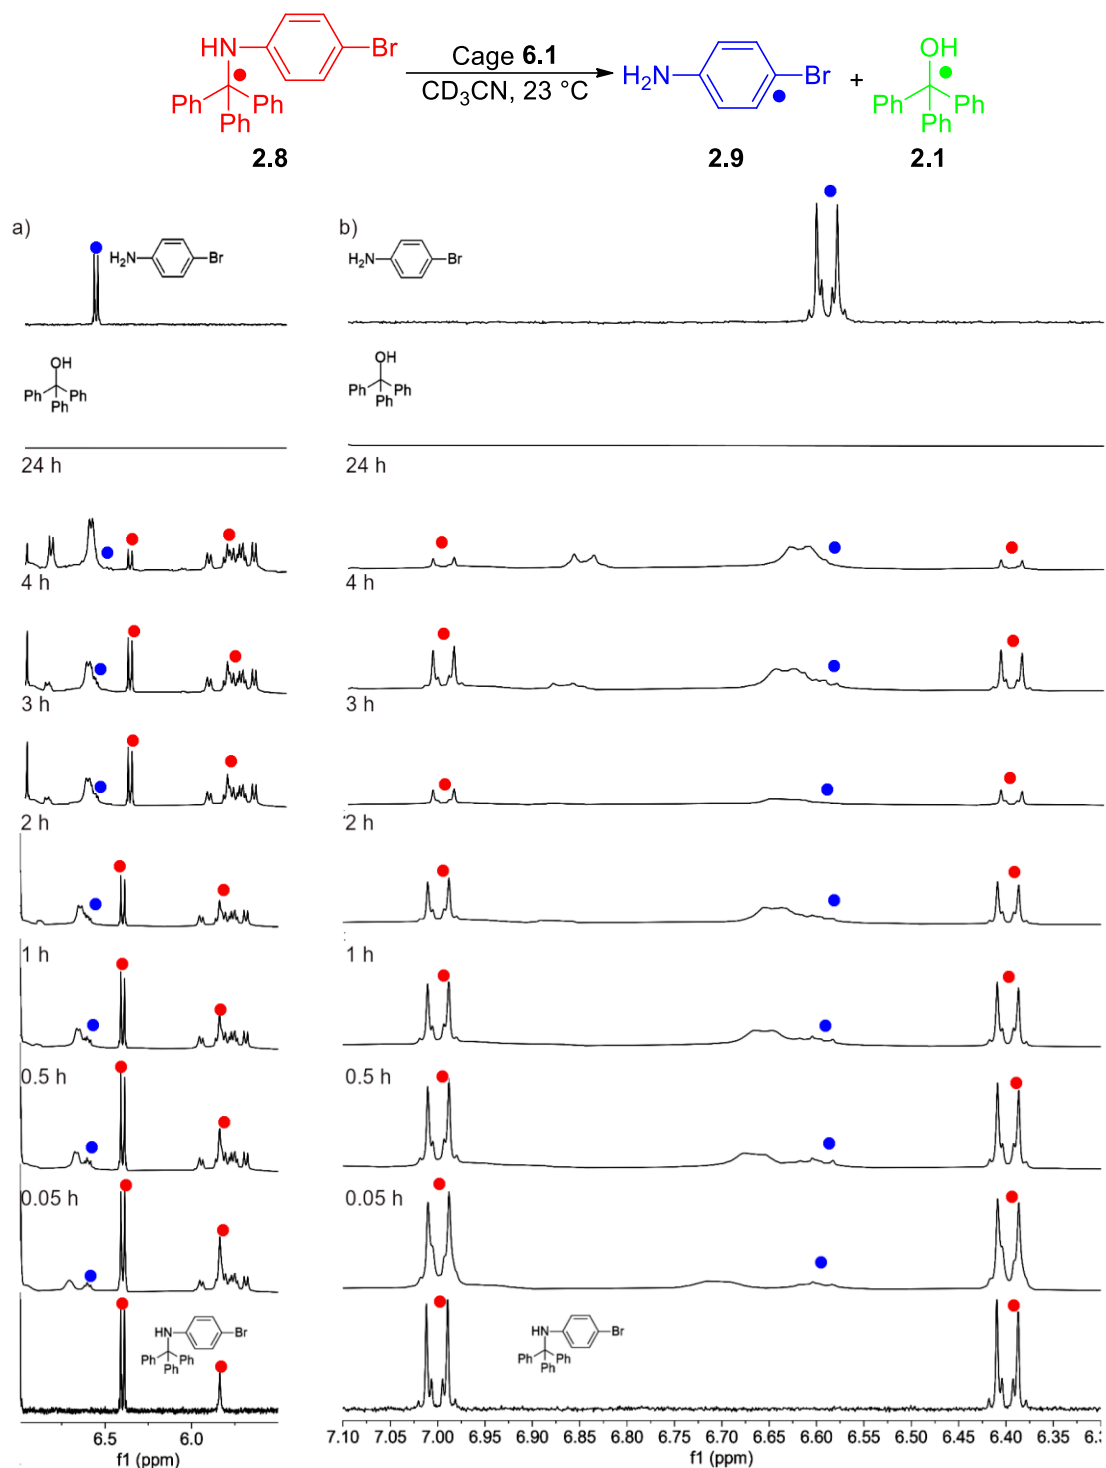 HN
Br
Ph
Ph
Ph
2.8
Cage 6.1
CD3CN, 23 °C
H2N
Br
2.9
+
OH
Ph
Ph
Ph
2.1
a)
H2N
Br
OH
Ph
Ph
Ph
24 h
4 h
3 h
2 h
1 h
0.5 h
0.05 h
HN
Br
Ph
Ph
Ph
6.5
6.0
f1 (ppm)
b)
H2N
Br
OH
Ph
Ph
Ph
24 h
4 h
3 h
2 h
1 h
0.5 h
0.05 h
HN
Br
Ph
Ph
Ph
7.10 7.05 7.00 6.95 6.90 6.85 6.80 6.75 6.70 6.65 6.60 6.55 6.50 6.45 6.40 6.35 6.3
f1 (ppm)